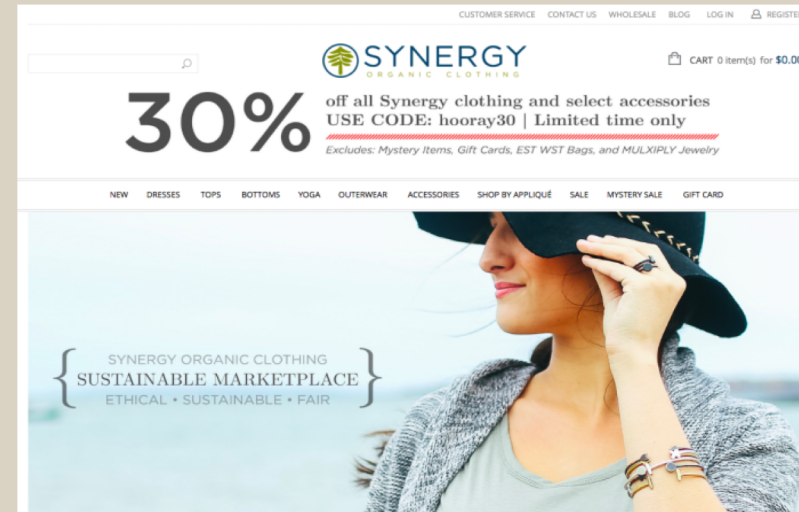 CUSTOMER SERVICE CONTACT US WHOLESALE BLOG LOG IN
SYNERGY
ORGANIC CLOTHING
CART 0 item(s) for
30%
off all Synergy clothing and select accessories
USE CODE: hooray30 | Limited time only
Excludes: Mystery Items, Gift Cards, EST WST Bags, and MULXIPLY Jewelry
NEW DRESSES TOPS BOTTOMS YOGA OUTERWEAR ACCESSORIES SHOP BY APPLIQUÉ SALE MYSTERY SALE GIFT CARD
SYNERGY ORGANIC CLOTHING
SUSTAINABLE MARKETPLACE
ETHICAL • SUSTAINABLE • FAIR